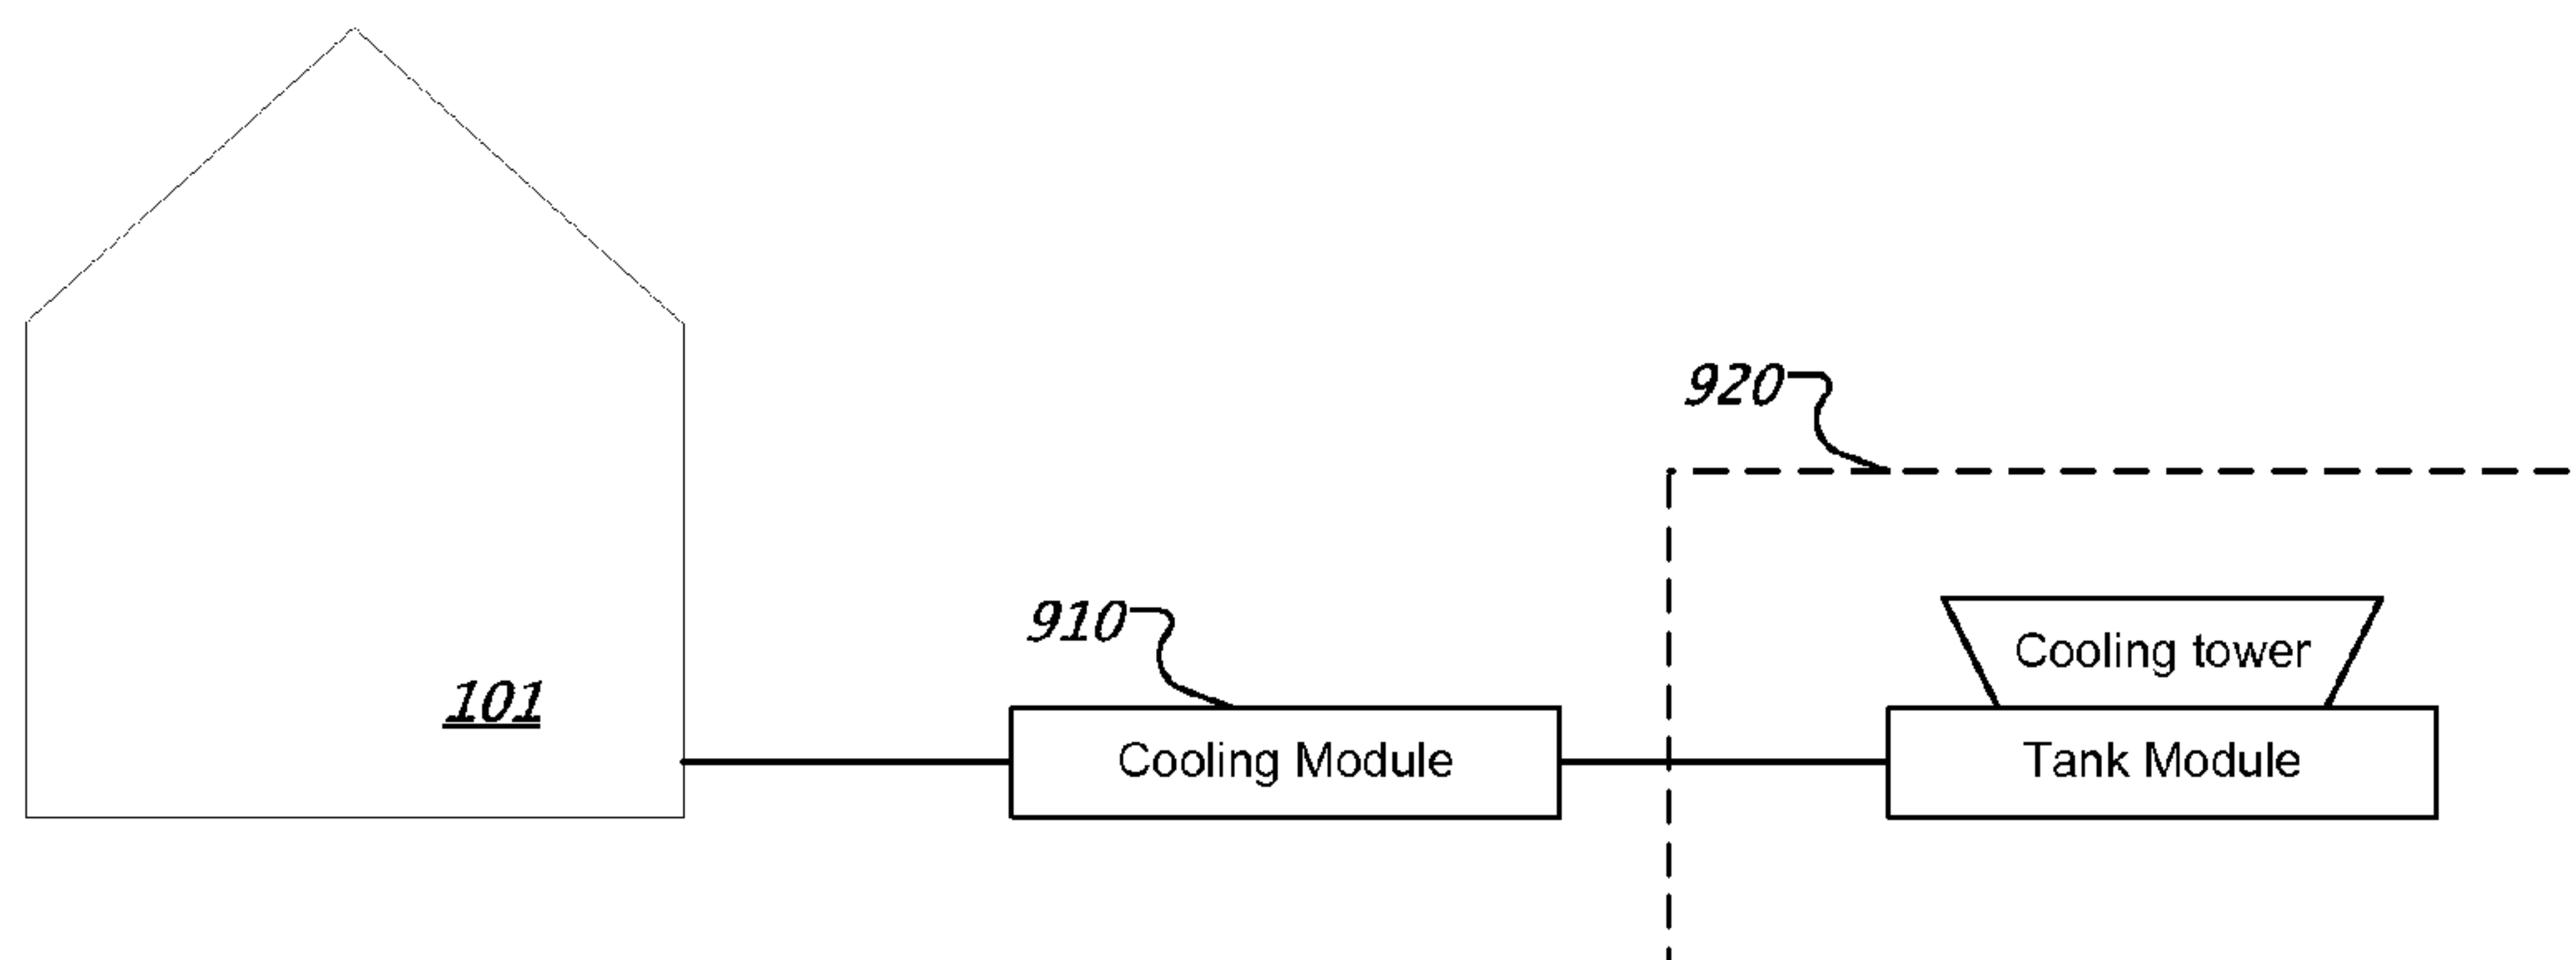 920
910
Cooling tower
101
Cooling Module
Tank Module